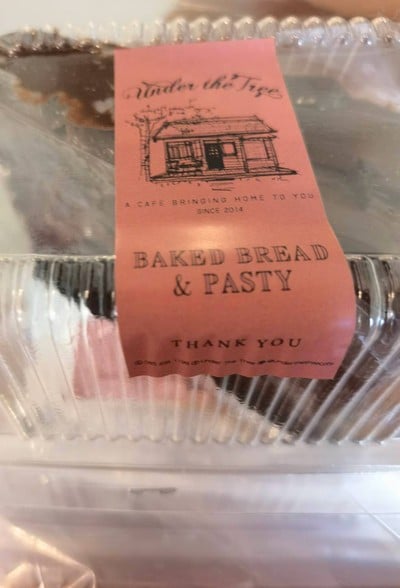 Under the Tree
A CAFE BRINGING HOME TO YOU
SINCE 2014
BAKED BREAD
& PASTY
THANK YOU